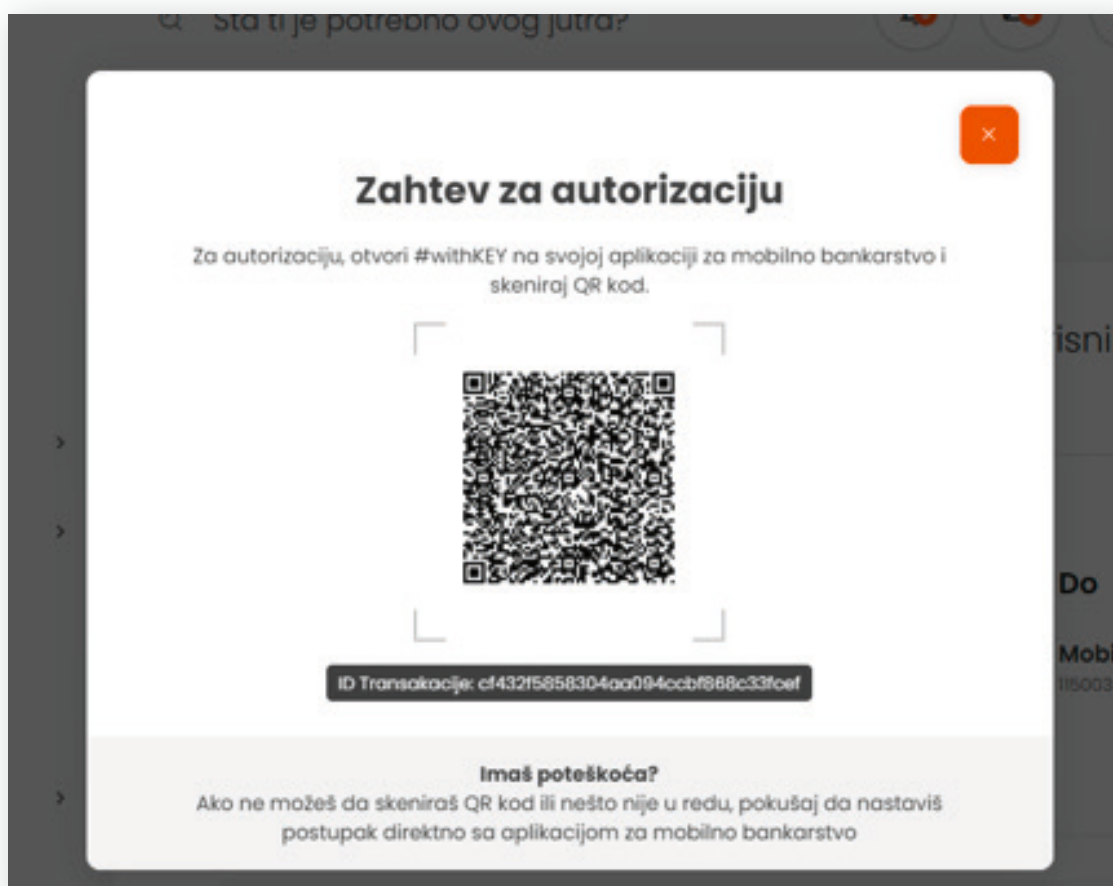 Šta ti je potrebno ovog jutra?
Zahtev za autorizaciju
Za autorizaciju, otvori #withKEY na svojoj aplikaciji za mobilno bankarstvo i
skeniraj QR kod.
isni
Do
Mobi
115003
ID Transakacije: cf432f5858304aa094ccbf868c33fcef
Imaš poteškoća?
Ako ne možeš da skeniraš QR kod ili nešto nije u redu, pokušaj da nastaviš
postupak direktno sa aplikacijom za mobilno bankarstvo